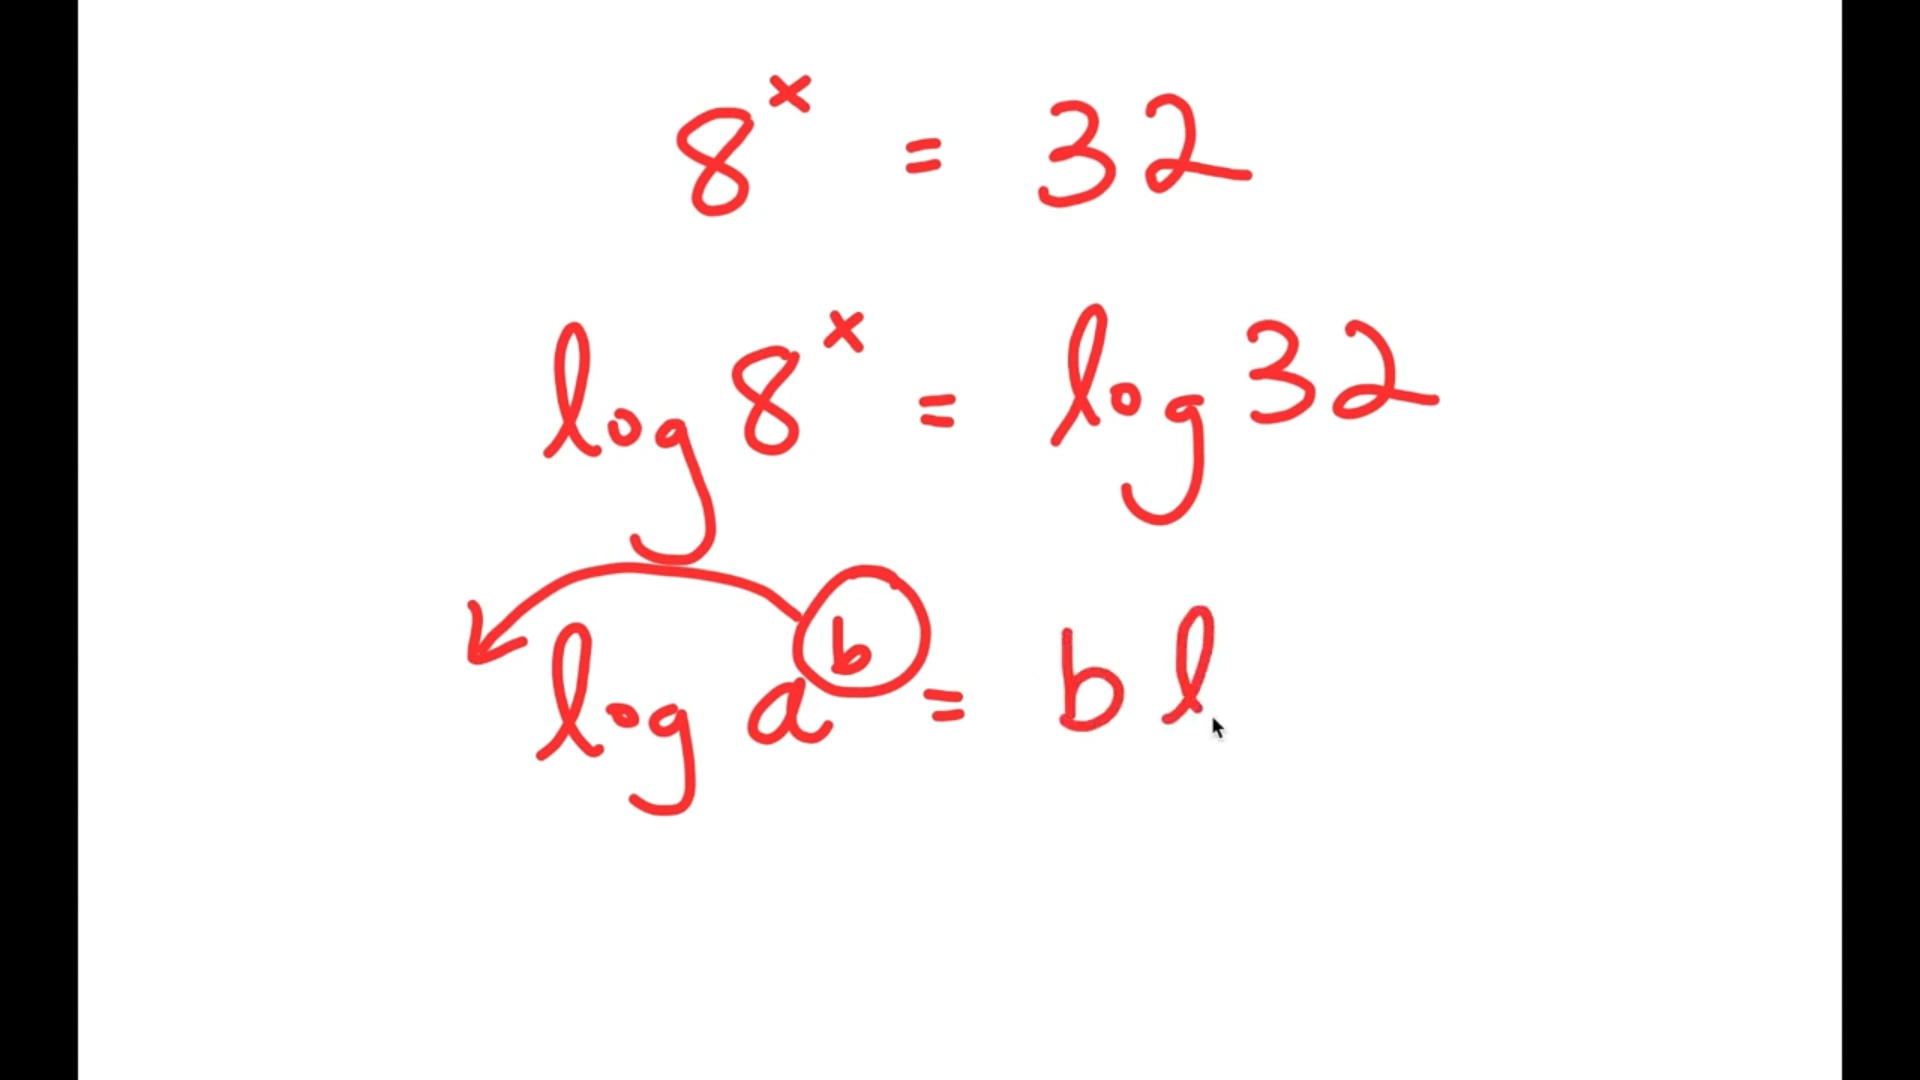 8^x = 32
log 8^x = log 32
log a^b = b l